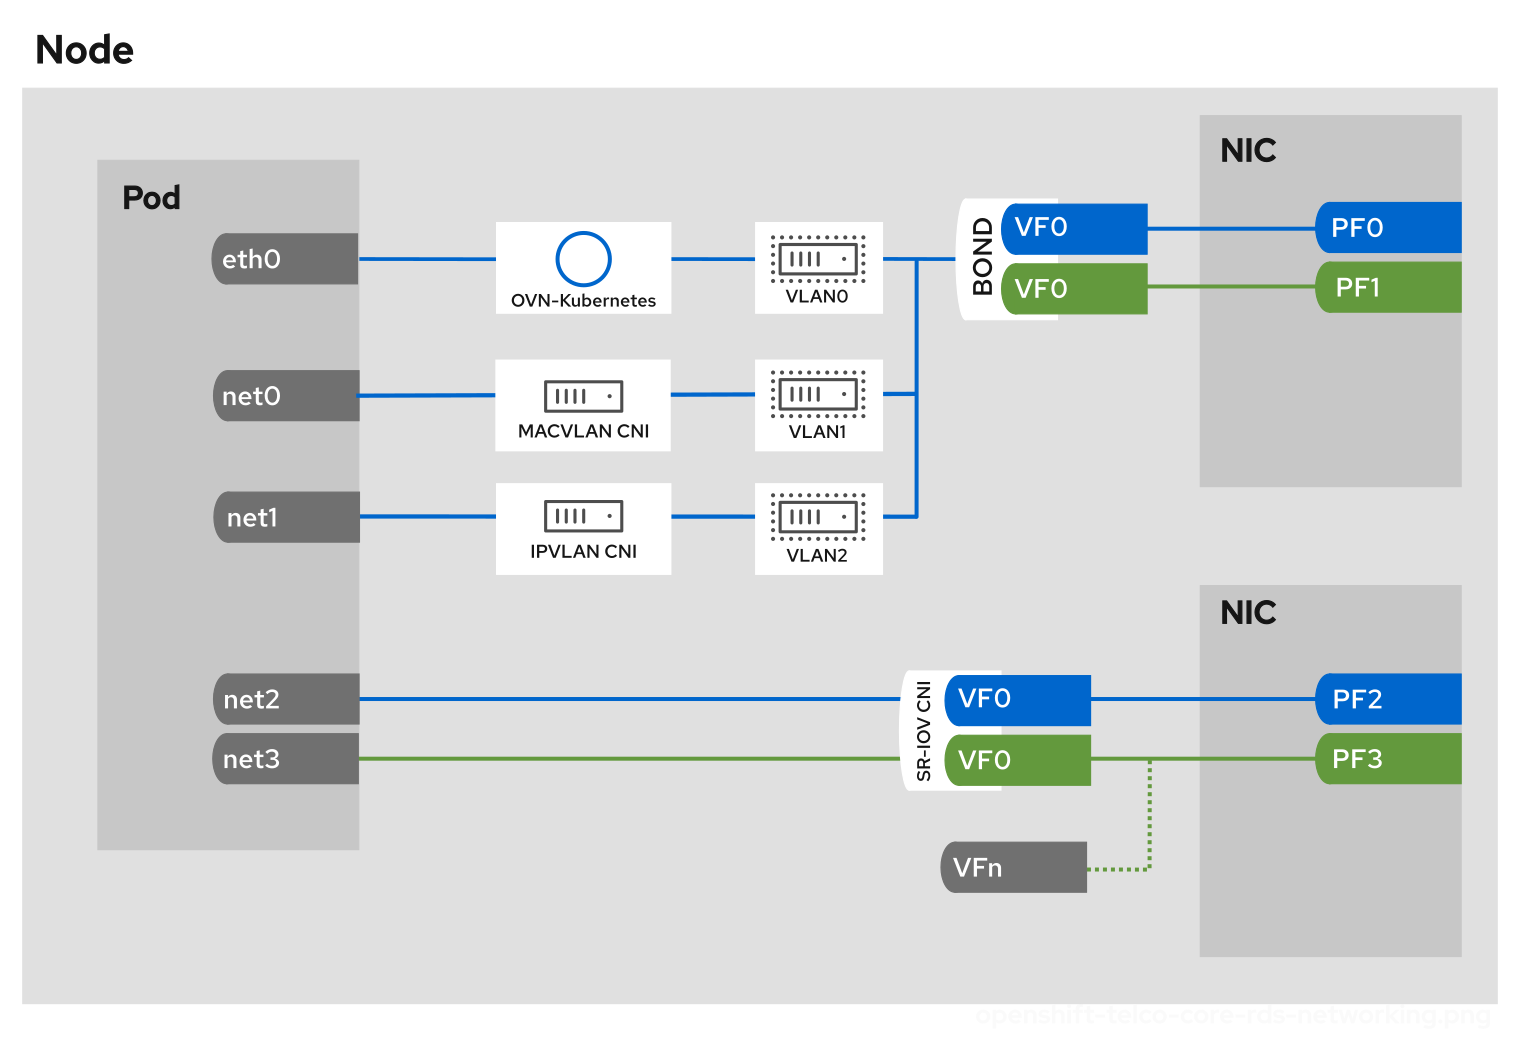 Node
Pod
NIC
eth0
OVN-Kubernetes
VLAN0
BOND
VF0
VF0
PF0
PF1
net0
MACVLAN CNI
VLAN1
net1
IPVLAN CNI
VLAN2
NIC
net2
net3
SR-IOV CNI
VF0
VF0
PF2
PF3
VFn
openshift-telco-core-rds-networking.png